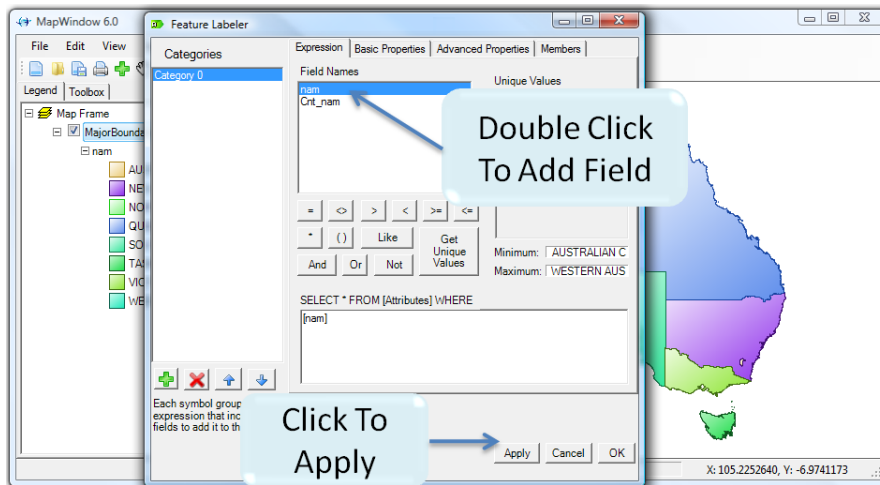 MapWindow 6.0
File Edit View
Legend Toolbox
Map Frame
MajorBounda
nam
AU
NE
NO
QU
SO
TAS
VIC
WE
Feature Labeler
Categories
Category 0
Expression Basic Properties Advanced Properties Members
Field Names
nam
Cnt_nam
Unique Values
Double Click
To Add Field
= <> > < >= <=
* ( ) Like
And Or Not
Get
Unique
Values
Minimum: AUSTRALIAN C
Maximum: WESTERN AUS
SELECT * FROM [Attributes] WHERE
[nam]
Each symbol group
expression that inc
fields to add it to th
Click To
Apply
Apply Cancel OK
X: 105.2252640, Y: -6.9741173